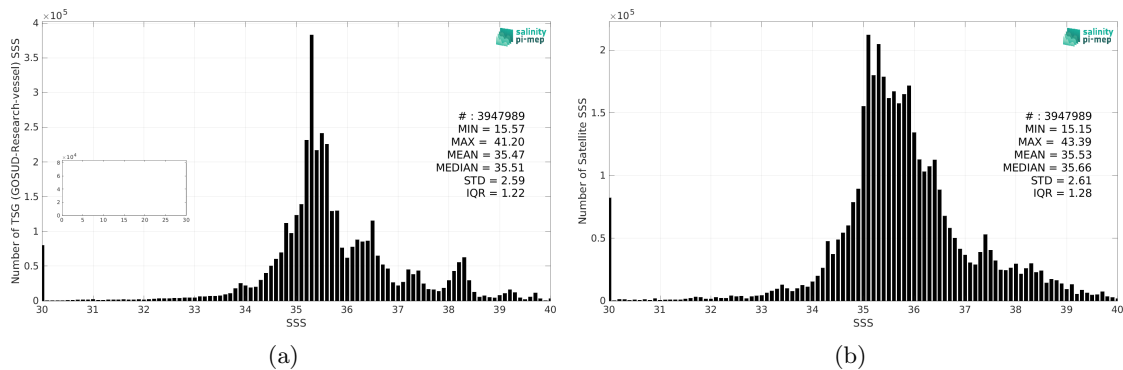 ×10⁵
4
3.5
3
2.5
2
1.5
1
0.5
0
Number of TSG (GOSUD-Research-vessel) SSS
salinity
pi-mep
# : 3947989
MIN = 15.57
MAX = 41.20
MEAN = 35.47
MEDIAN = 35.51
STD = 2.59
IQR = 1.22
×10⁴
8
6
4
2
0
0 5 10 15 20 25 30
30 31 32 33 34 35 36 37 38 39 40
SSS
(a)
×10⁵
2
1.5
1
0.5
0
Number of Satellite SSS
salinity
pi-mep
# : 3947989
MIN = 15.15
MAX = 43.39
MEAN = 35.53
MEDIAN = 35.66
STD = 2.61
IQR = 1.28
30 31 32 33 34 35 36 37 38 39 40
SSS
(b)